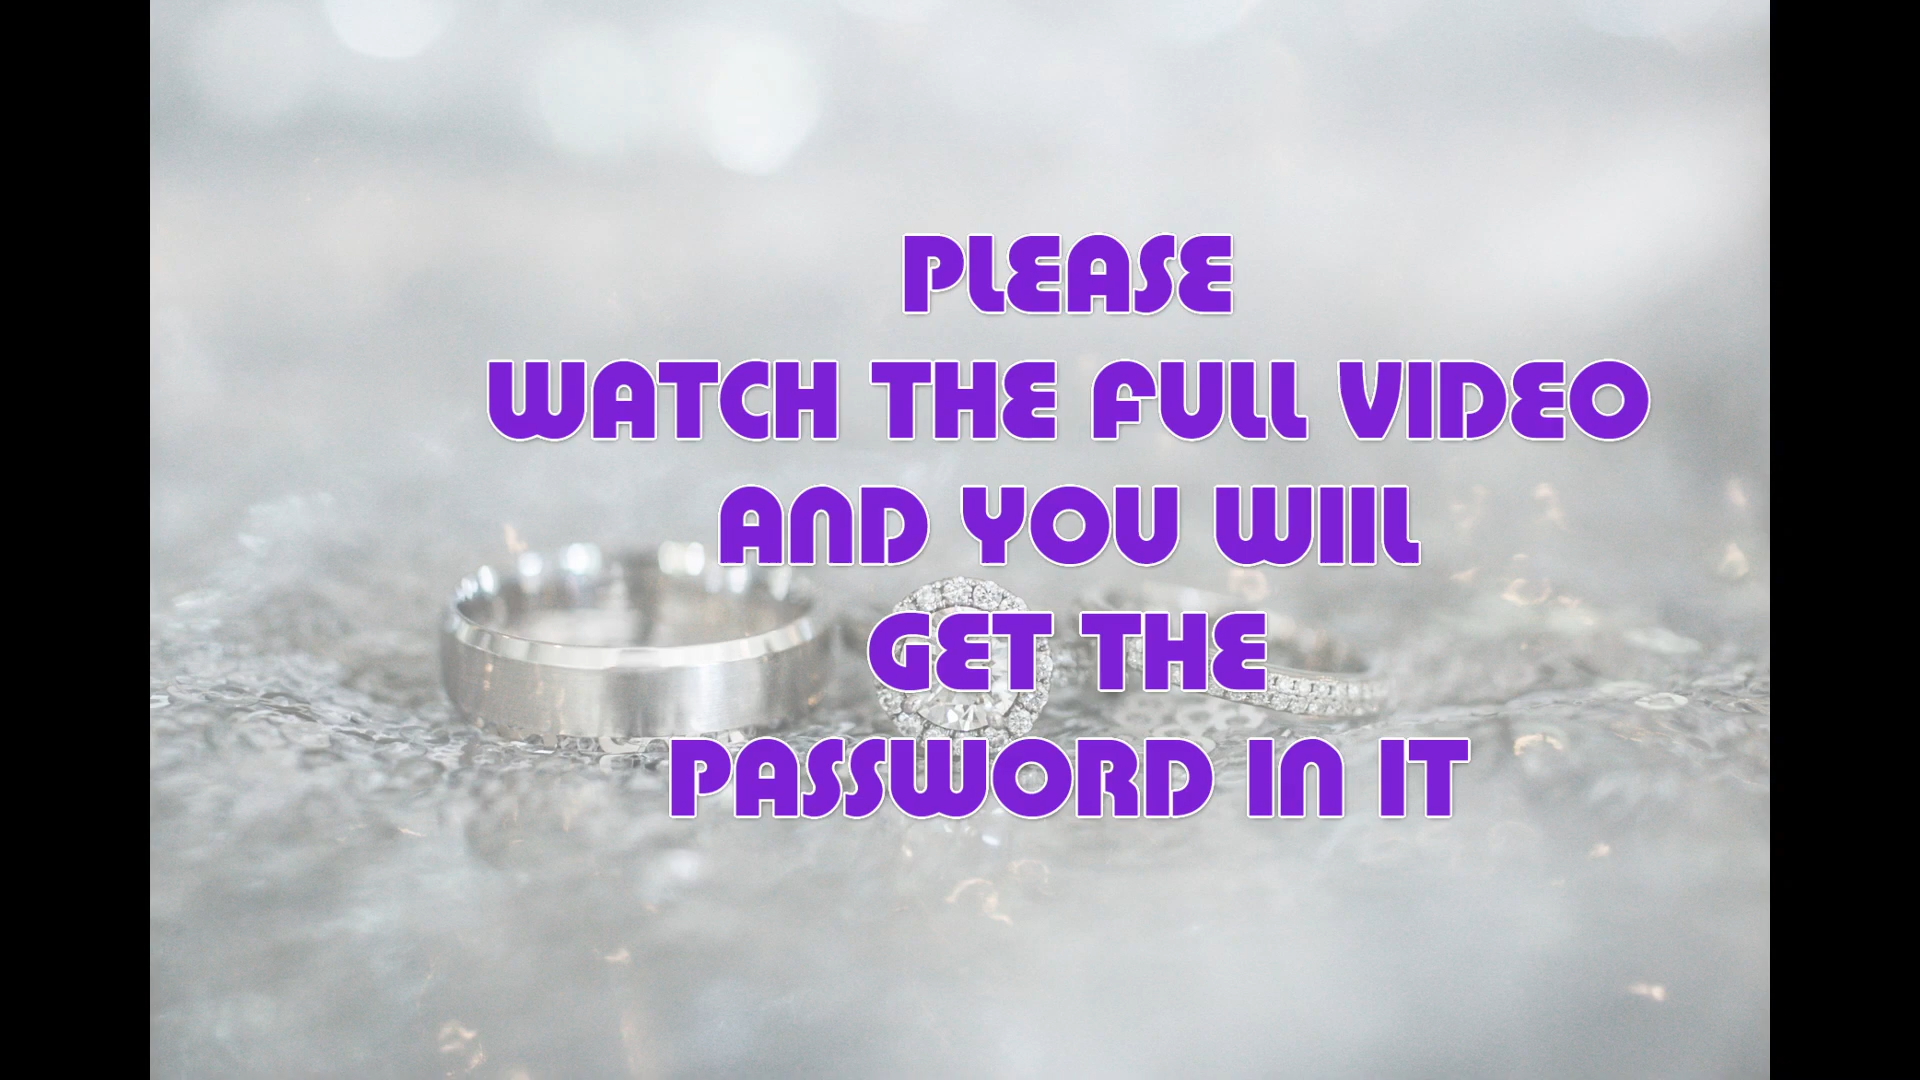 PLEASE
WATCH THE FULL VIDEO
AND YOU WIIL
GET THE
PASSWORD IN IT